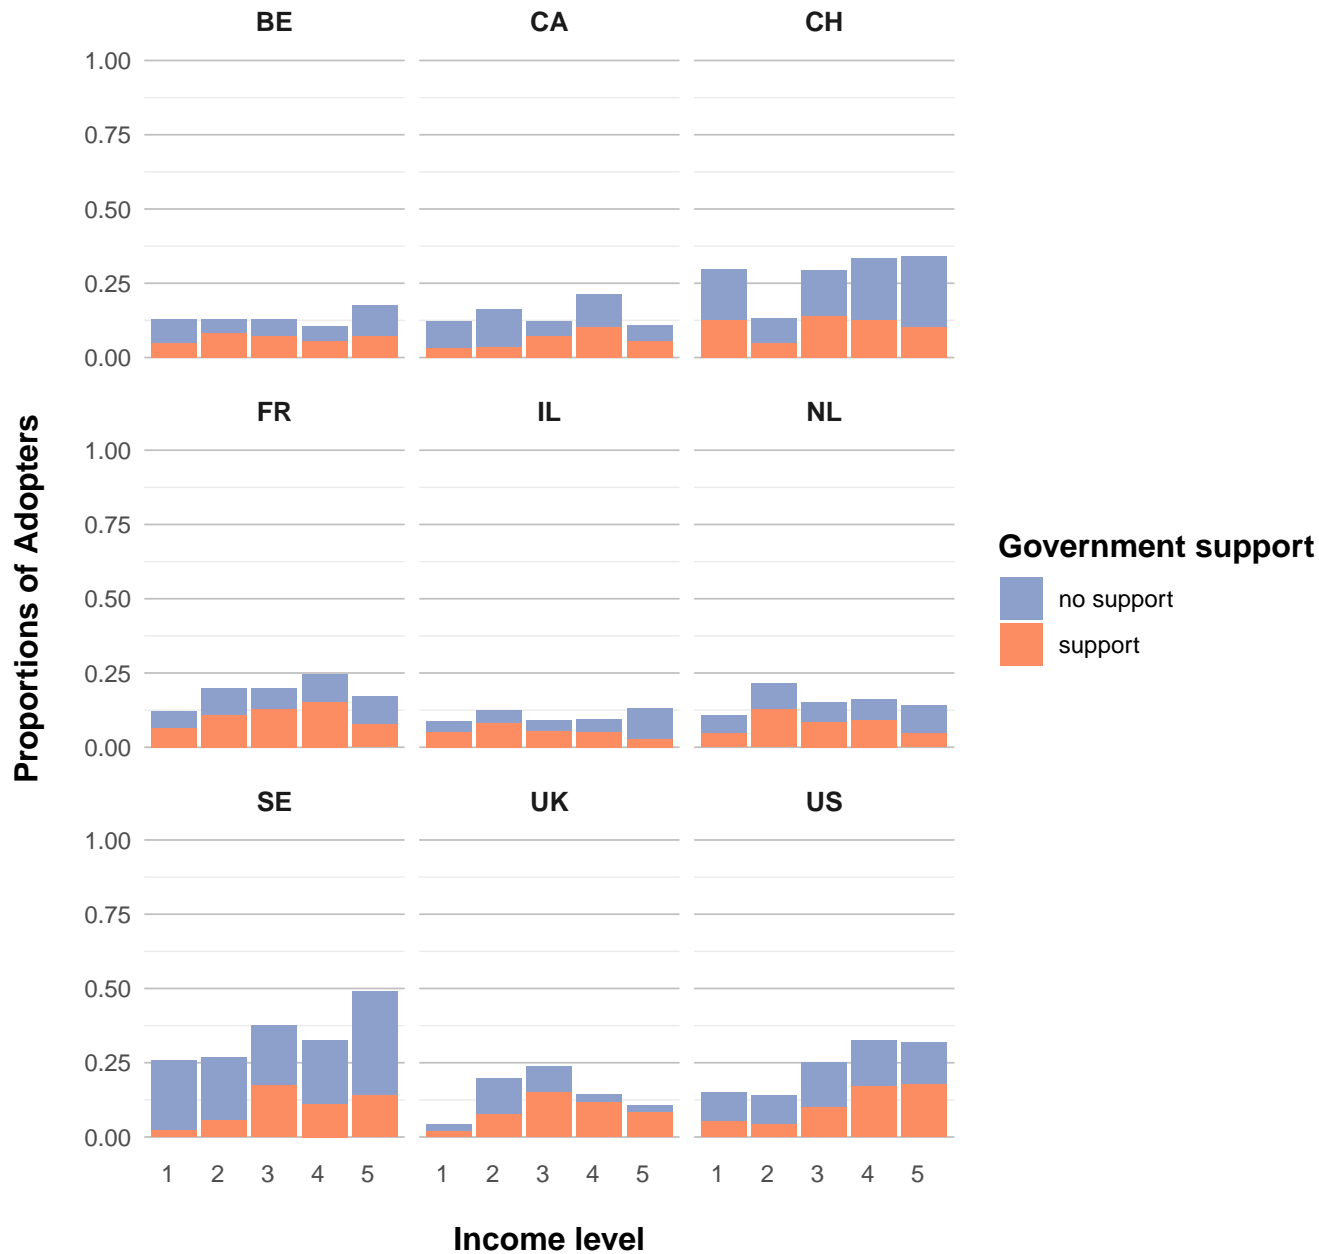 BE CA CH
1.00
0.75
0.50
0.25
0.00
FR IL NL
1.00
0.75
0.50
0.25
0.00
Proportions of Adopters
Government support
no support
support
SE UK US
1.00
0.75
0.50
0.25
0.00
1 2 3 4 5 1 2 3 4 5 1 2 3 4 5
Income level